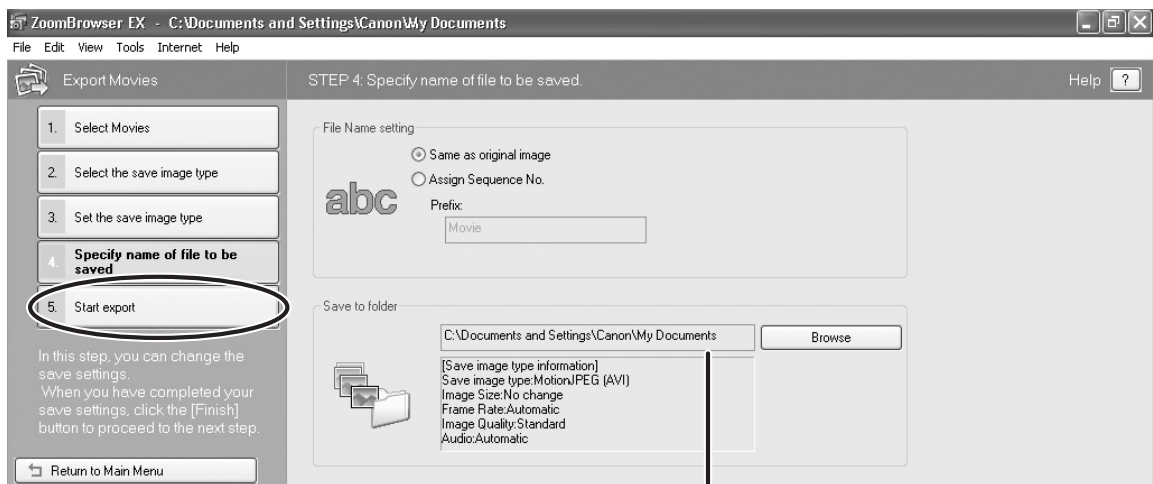 ZoomBrowser EX - C:\Documents and Settings\Canon\My Documents
File Edit View Tools Internet Help
Export Movies
STEP 4: Specify name of file to be saved.
Help ?
1. Select Movies
2. Select the save image type
3. Set the save image type
4. Specify name of file to be
saved
5. Start export
In this step, you can change the
save settings.
When you have completed your
save settings, click the [Finish]
button to proceed to the next step.
Return to Main Menu
File Name setting
abc
Same as original image
Assign Sequence No.
Prefix:
Movie
Save to folder
C:\Documents and Settings\Canon\My Documents
Browse
[Save image type information]
Save image type:MotionJPEG (AVI)
Image Size:No change
Frame Rate:Automatic
Image Quality:Standard
Audio:Automatic